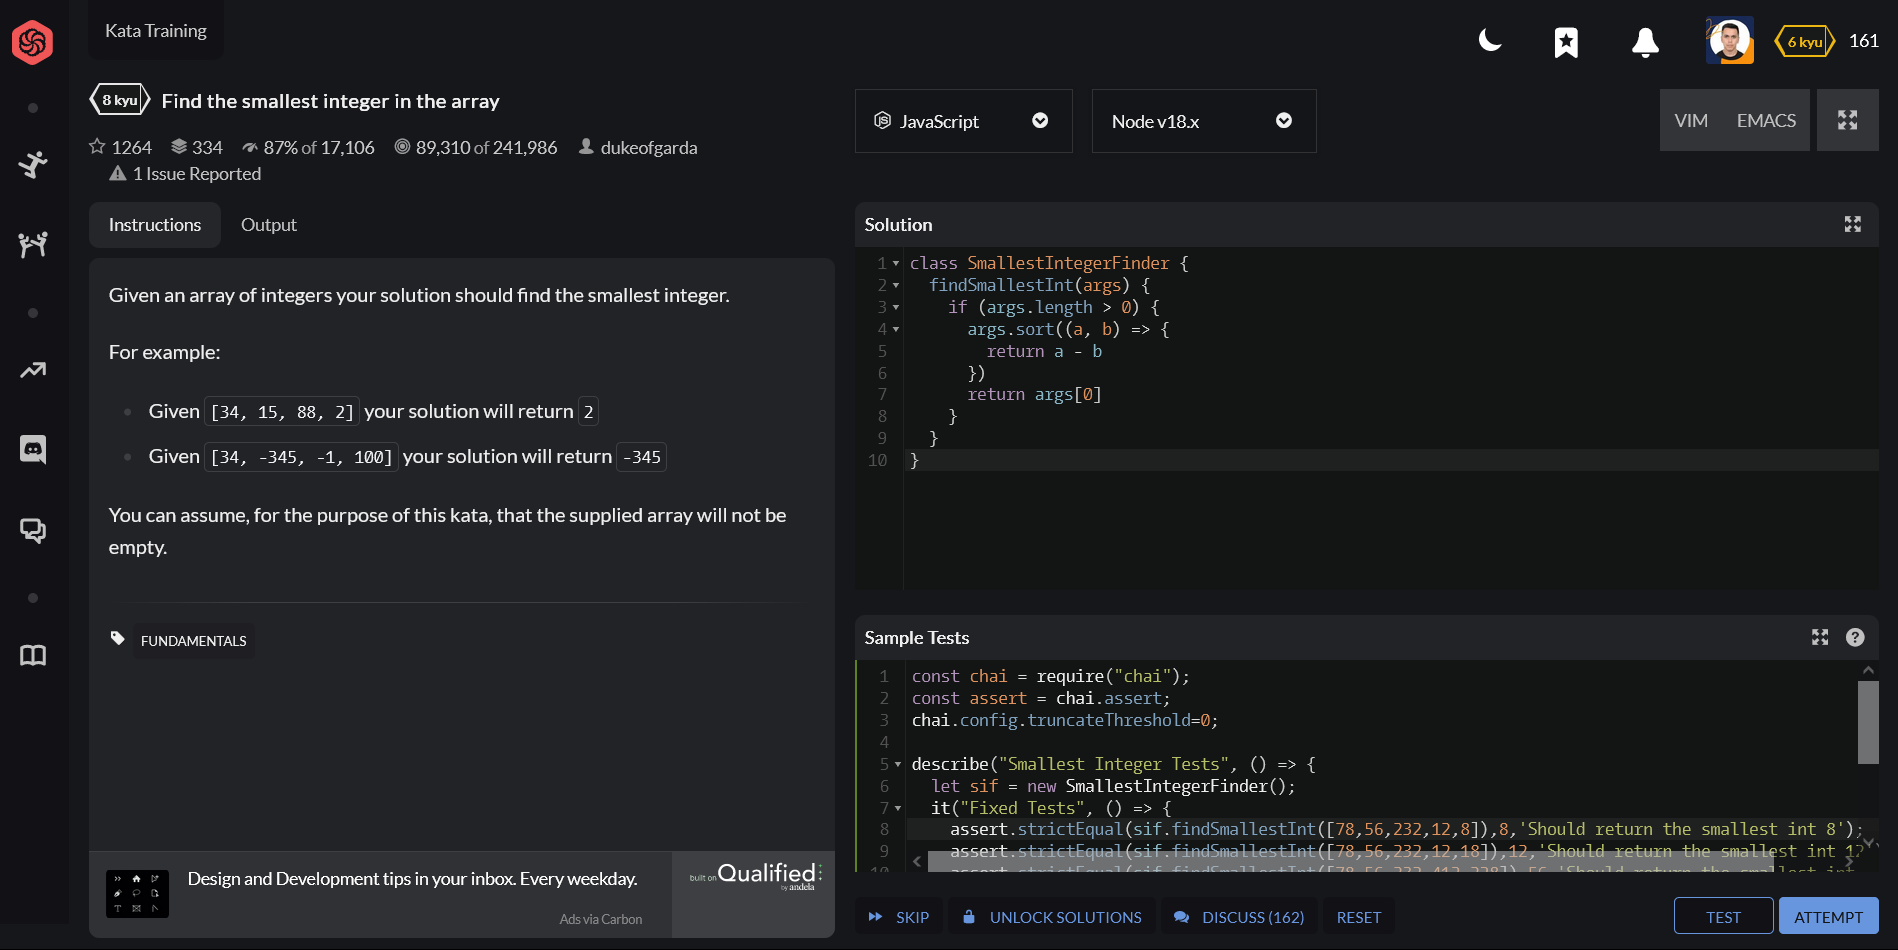 Kata Training
6 kyu 161
8 kyu Find the smallest integer in the array
1264 334 87% of 17,106 89,310 of 241,986 dukeofgarda
1 Issue Reported
JavaScript
Node v18.x
VIM EMACS
Instructions Output
Given an array of integers your solution should find the smallest integer.
For example:
Given [34, 15, 88, 2] your solution will return 2
Given [34, -345, -1, 100] your solution will return -345
You can assume, for the purpose of this kata, that the supplied array will not be
empty.
FUNDAMENTALS
Design and Development tips in your inbox. Every weekday.
Ads via Carbon
built on Qualified
by andela
Solution
1 class SmallestIntegerFinder {
2 findSmallestInt(args) {
3 if (args.length > 0) {
4 args.sort((a, b) => {
5 return a - b
6 })
7 return args[0]
8 }
9 }
10 }
Sample Tests
1 const chai = require("chai");
2 const assert = chai.assert;
3 chai.config.truncateThreshold=0;
4
5 describe("Smallest Integer Tests", () => {
6 let sif = new SmallestIntegerFinder();
7 it("Fixed Tests", () => {
8 assert.strictEqual(sif.findSmallestInt([78,56,232,12,8]),8,'Should return the smallest int 8');
9 assert.strictEqual(sif.findSmallestInt([78,56,232,12,18]),12,'Should return the smallest int 12
SKIP UNLOCK SOLUTIONS DISCUSS (162) RESET
TEST ATTEMPT